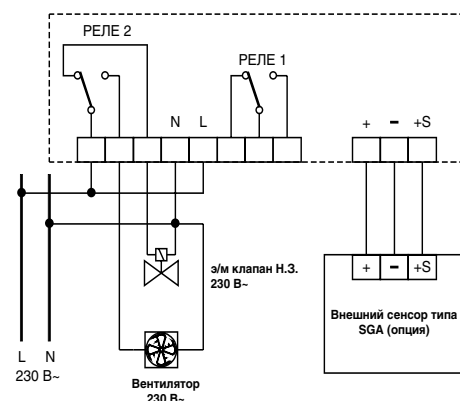 РЕЛЕ 2
РЕЛЕ 1
N L
+ − +S
+ − +S
э/м клапан Н.З.
230 В~
Внешний сенсор типа
SGA (опция)
L N
230 В~
Вентилятор
230 В~